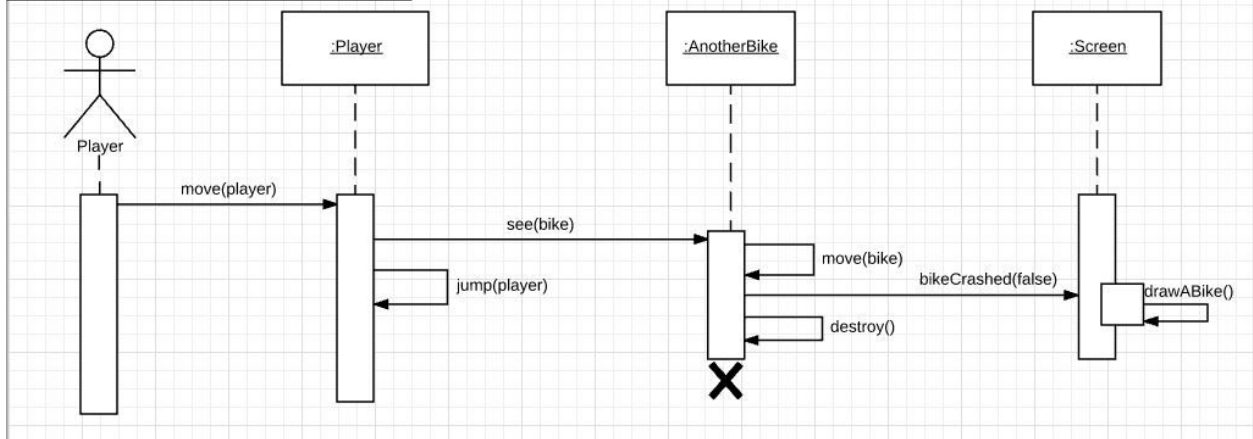 :Player
:AnotherBike
:Screen
Player
move(player)
see(bike)
move(bike)
jump(player)
bikeCrashed(false)
drawABike()
destroy()